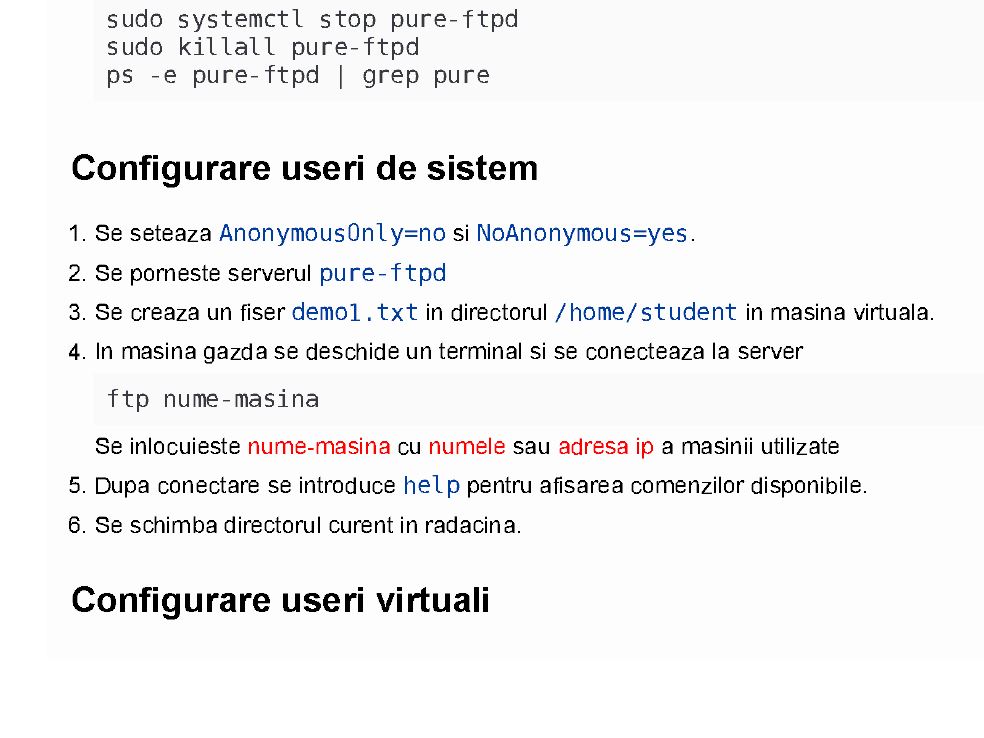 sudo systemctl stop pure-ftpd
sudo killall pure-ftpd
ps -e pure-ftpd | grep pure
Configurare useri de sistem
1. Se seteaza AnonymousOnly=no si NoAnonymous=yes.
2. Se porneste serverul pure-ftpd
3. Se creaza un fiser demo1.txt in directorul /home/student in masina virtuala.
4. In masina gazda se deschide un terminal si se conecteaza la server
ftp nume-masina
Se inlocuieste nume-masina cu numele sau adresa ip a masinii utilizate
5. Dupa conectare se introduce help pentru afisarea comenzilor disponibile.
6. Se schimba directorul curent in radacina.
Configurare useri virtuali